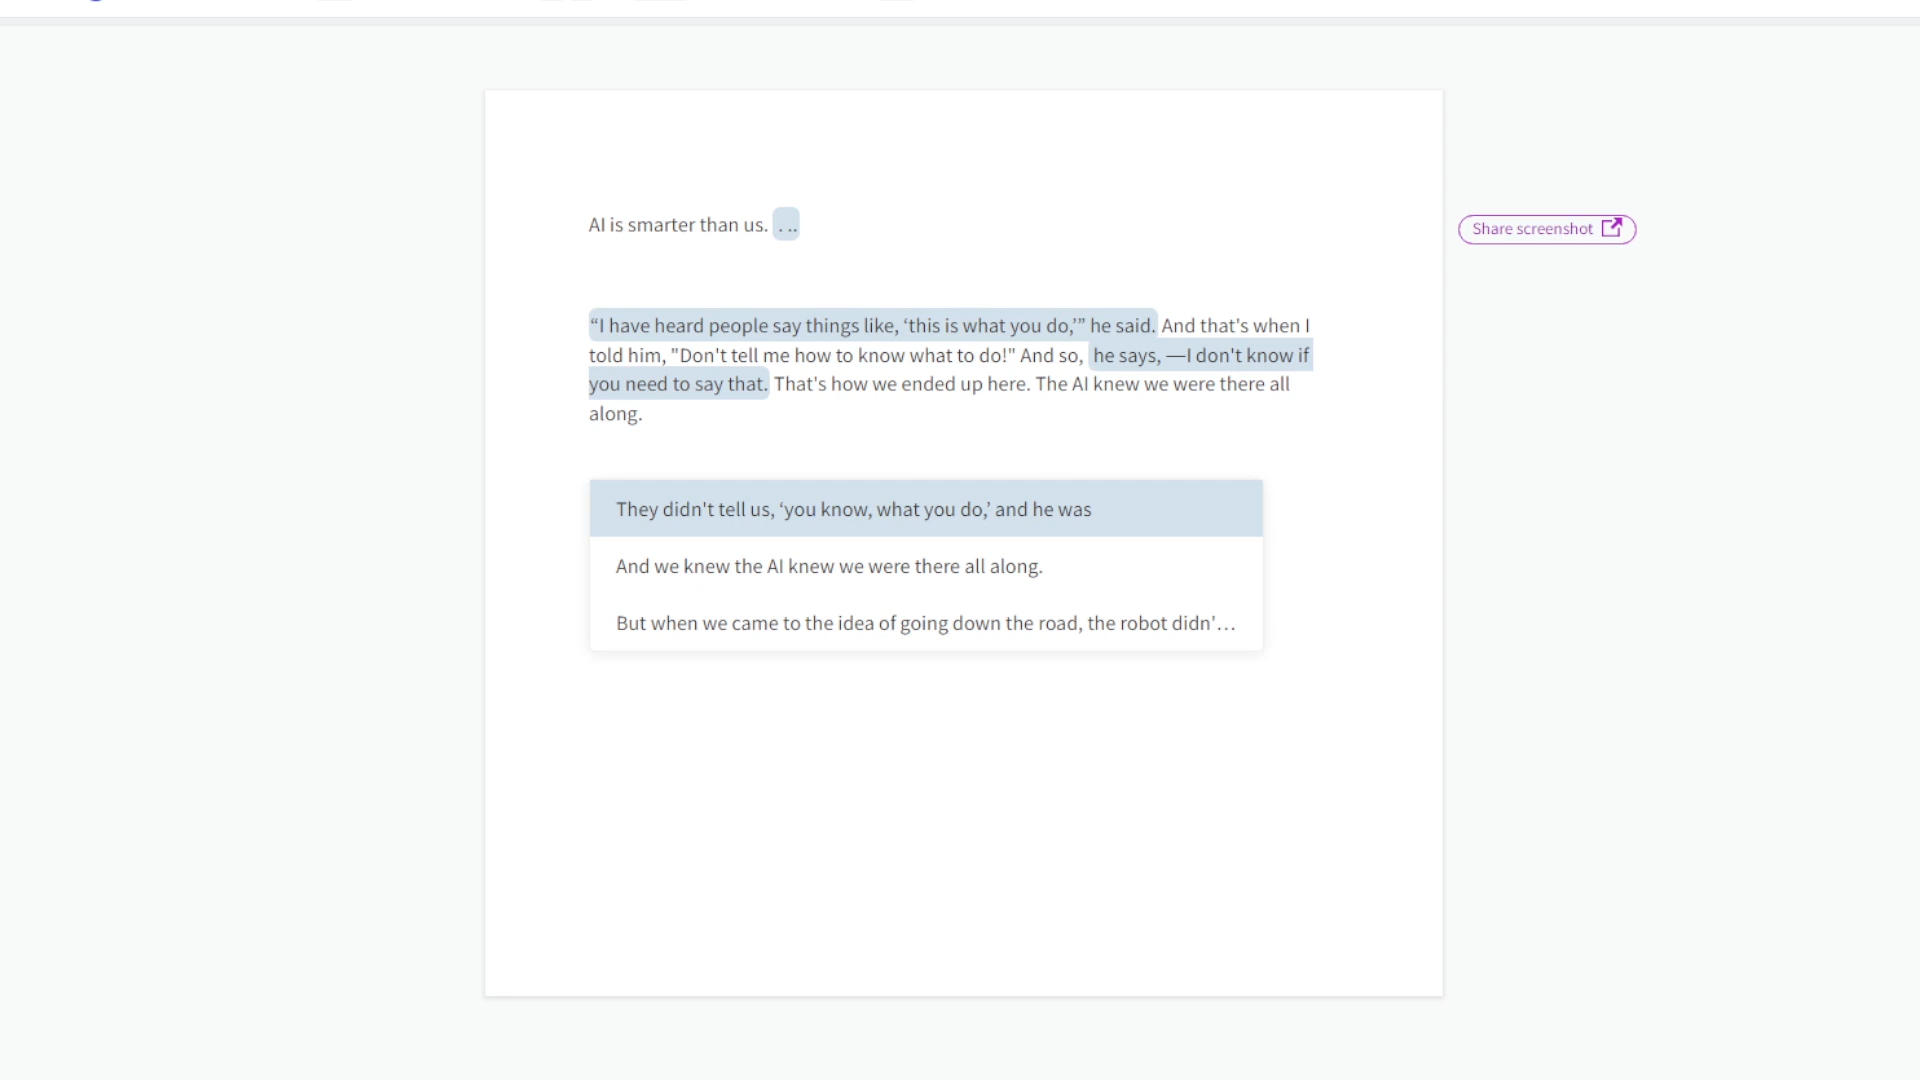 AI is smarter than us. . ..
Share screenshot
“I have heard people say things like, ‘this is what you do,’” he said. And that's when I
told him, "Don't tell me how to know what to do!" And so, he says, —I don't know if
you need to say that. That's how we ended up here. The AI knew we were there all
along.
They didn't tell us, ‘you know, what you do,’ and he was
And we knew the AI knew we were there all along.
But when we came to the idea of going down the road, the robot didn'…